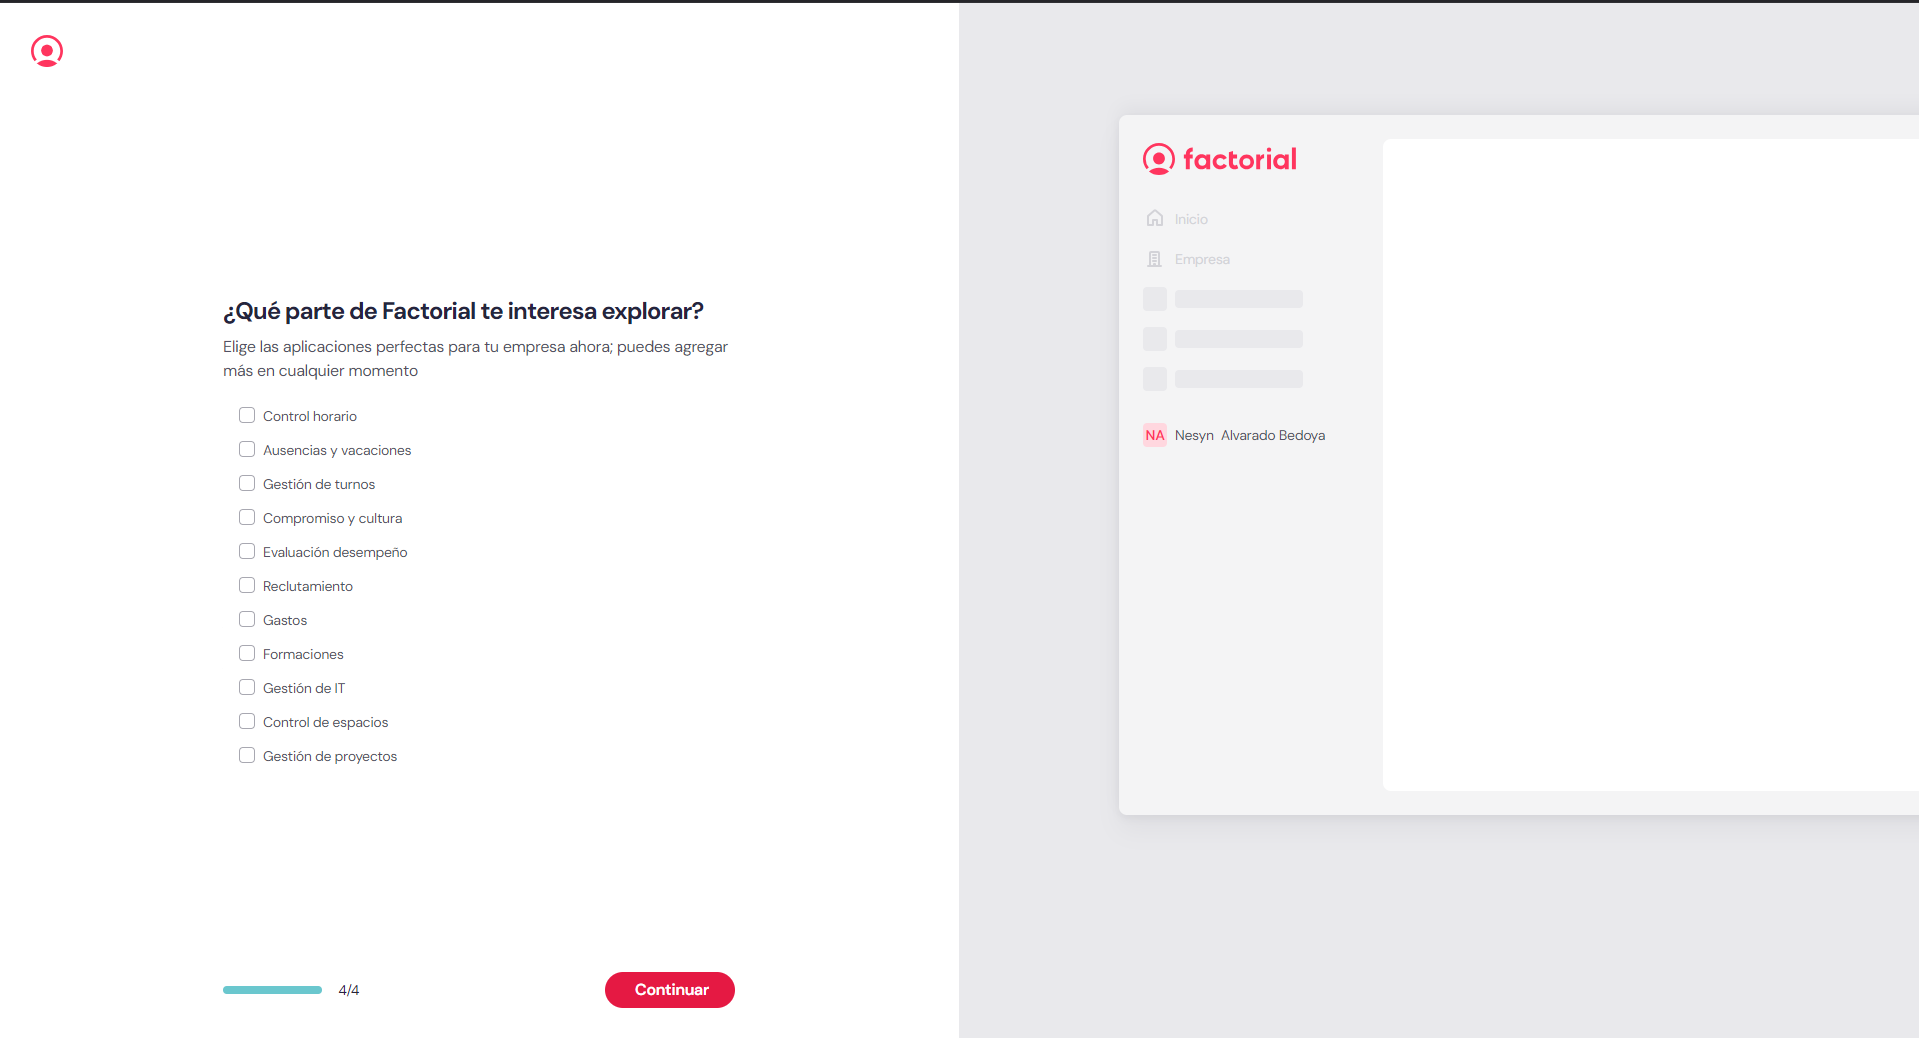 ¿Qué parte de Factorial te interesa explorar?
Elige las aplicaciones perfectas para tu empresa ahora; puedes agregar
más en cualquier momento
Control horario
Ausencias y vacaciones
Gestión de turnos
Compromiso y cultura
Evaluación desempeño
Reclutamiento
Gastos
Formaciones
Gestión de IT
Control de espacios
Gestión de proyectos
4/4
Continuar
factorial
Inicio
Empresa
NA Nesyn Alvarado Bedoya